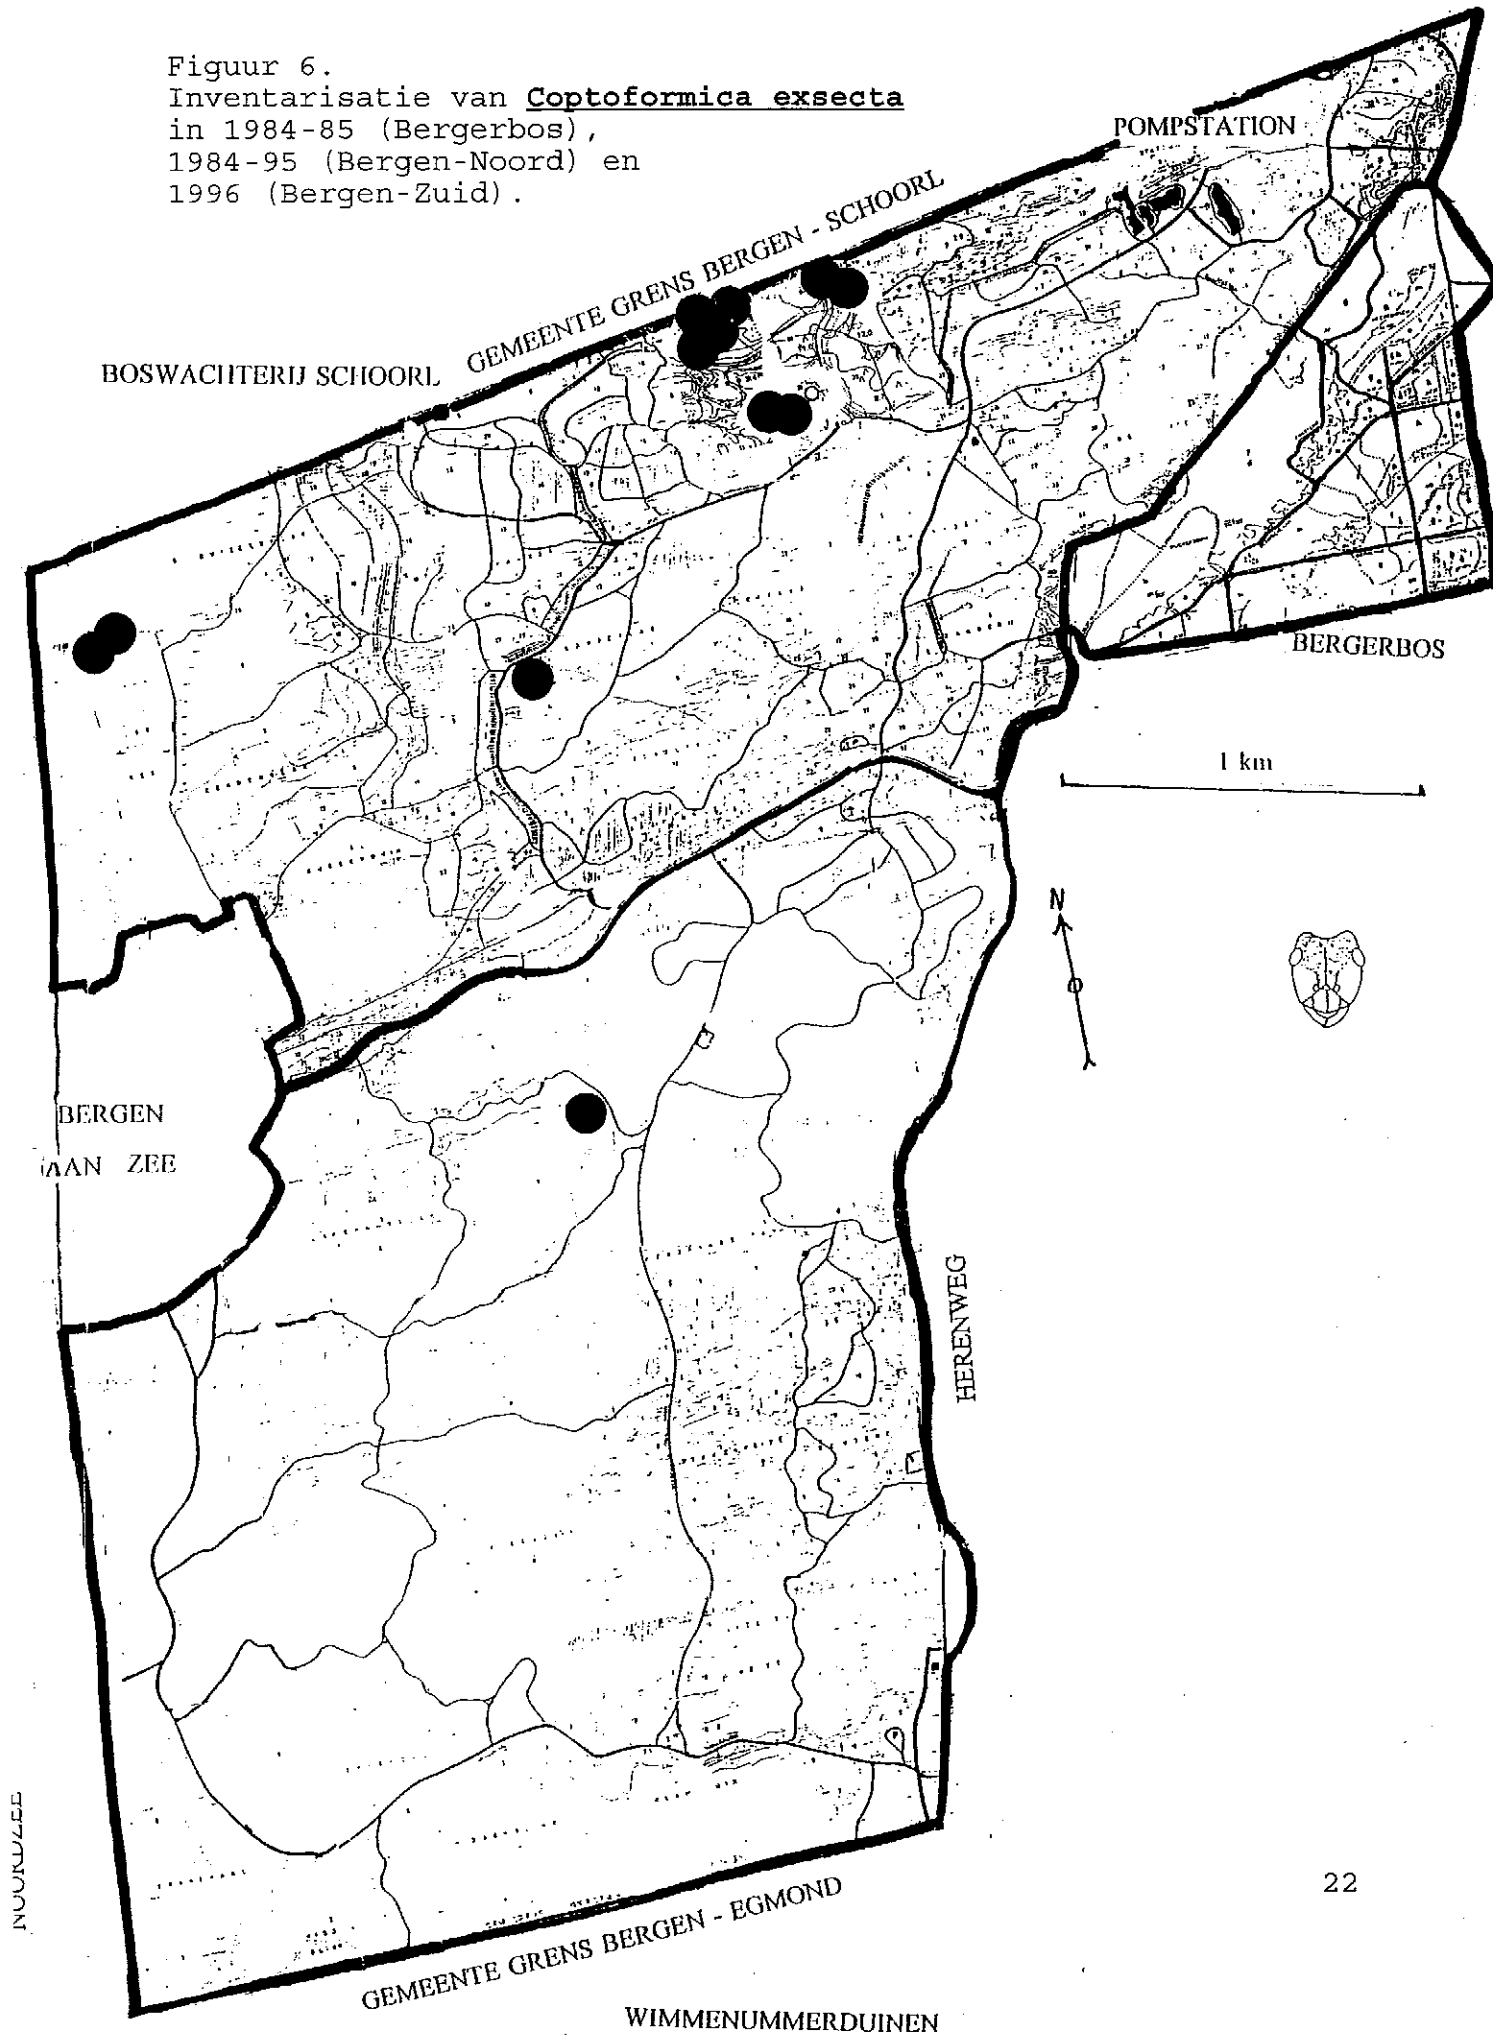 Figuur 6.
Inventarisatie van Coptoformica exsecta
in 1984-85 (Bergerbos),
1984-95 (Bergen-Noord) en
1996 (Bergen-Zuid).
POMPSTATION
GEMEENTE GRENS BERGEN - SCHOORL
BOSWACHTERIJ SCHOORL
BERGERBOS
1 km
N
BERGEN
AAN ZEE
HERENWEG
NOORDZEE
22
GEMEENTE GRENS BERGEN - EGMOND
WIMMENUMMERDUINEN